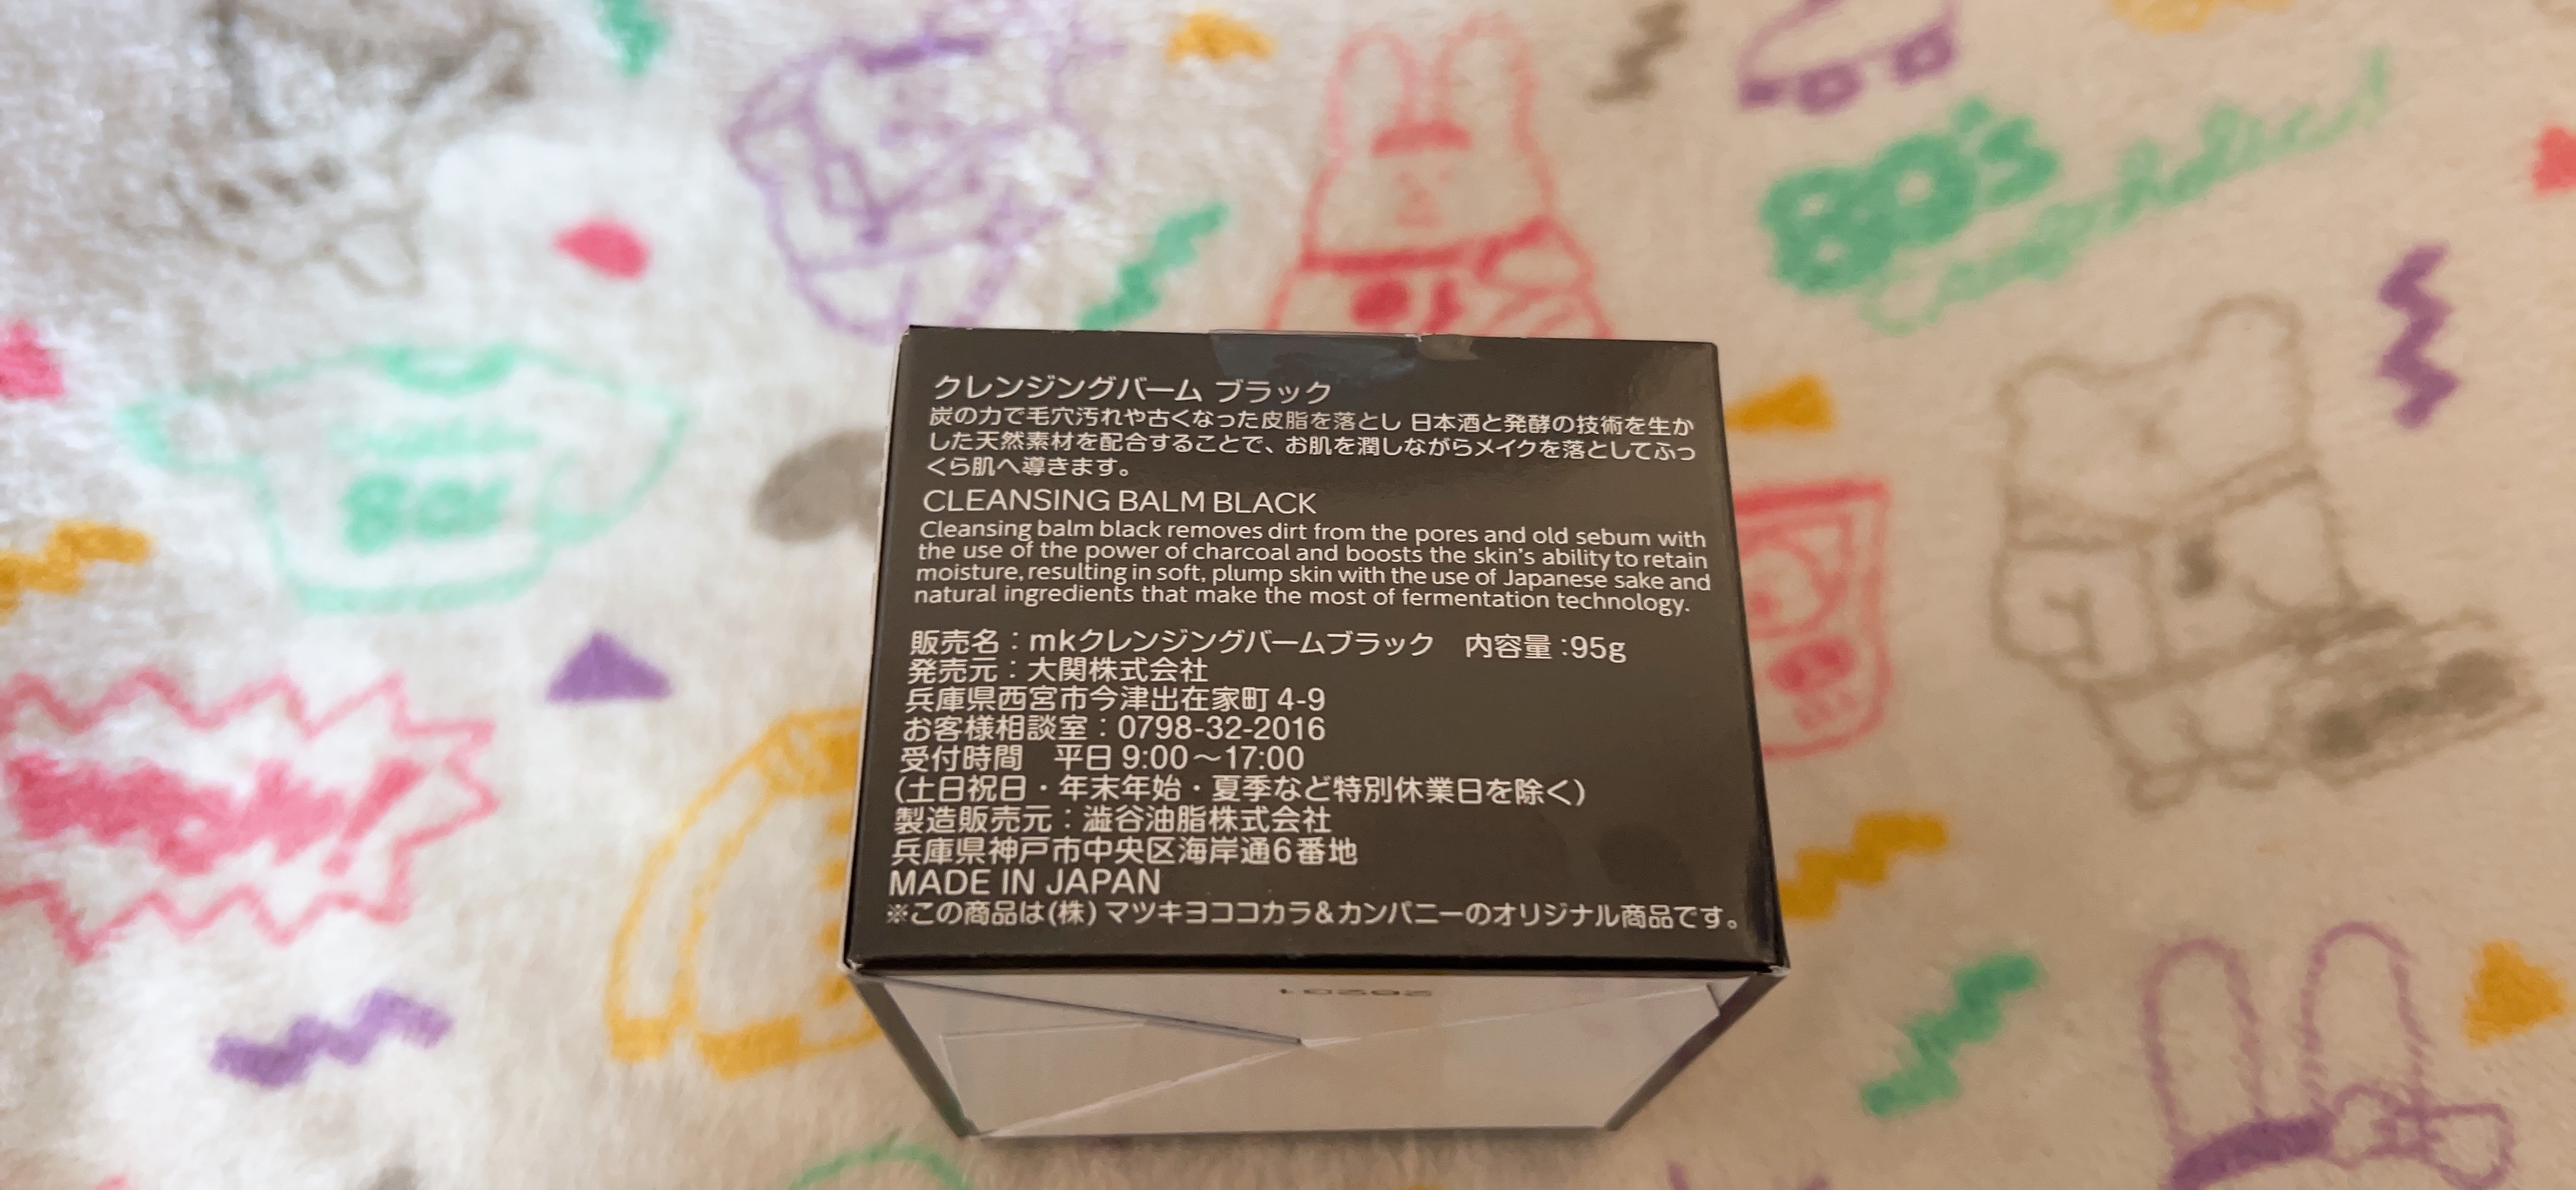 80's
クレンジングバーム ブラック
炭の力で毛穴汚れや古くなった皮脂を落とし 日本酒と発酵の技術を生か
した天然素材を配合することで、お肌を潤しながらメイクを落としてふっ
くら肌へ導きます。
CLEANSING BALM BLACK
Cleansing balm black removes dirt from the pores and old sebum with
the use of the power of charcoal and boosts the skin's ability to retain
moisture, resulting in soft, plump skin with the use of Japanese sake and
natural ingredients that make the most of fermentation technology.
販売名：mkクレンジングバームブラック　内容量：95g
発売元：大関株式会社
兵庫県西宮市今津出在家町 4-9
お客様相談室：0798-32-2016
受付時間　平日 9:00〜17:00
(土日祝日・年末年始・夏季など特別休業日を除く)
製造販売元：澁谷油脂株式会社
兵庫県神戸市中央区海岸通6番地
MADE IN JAPAN
※この商品は(株) マツキヨココカラ&カンパニーのオリジナル商品です。